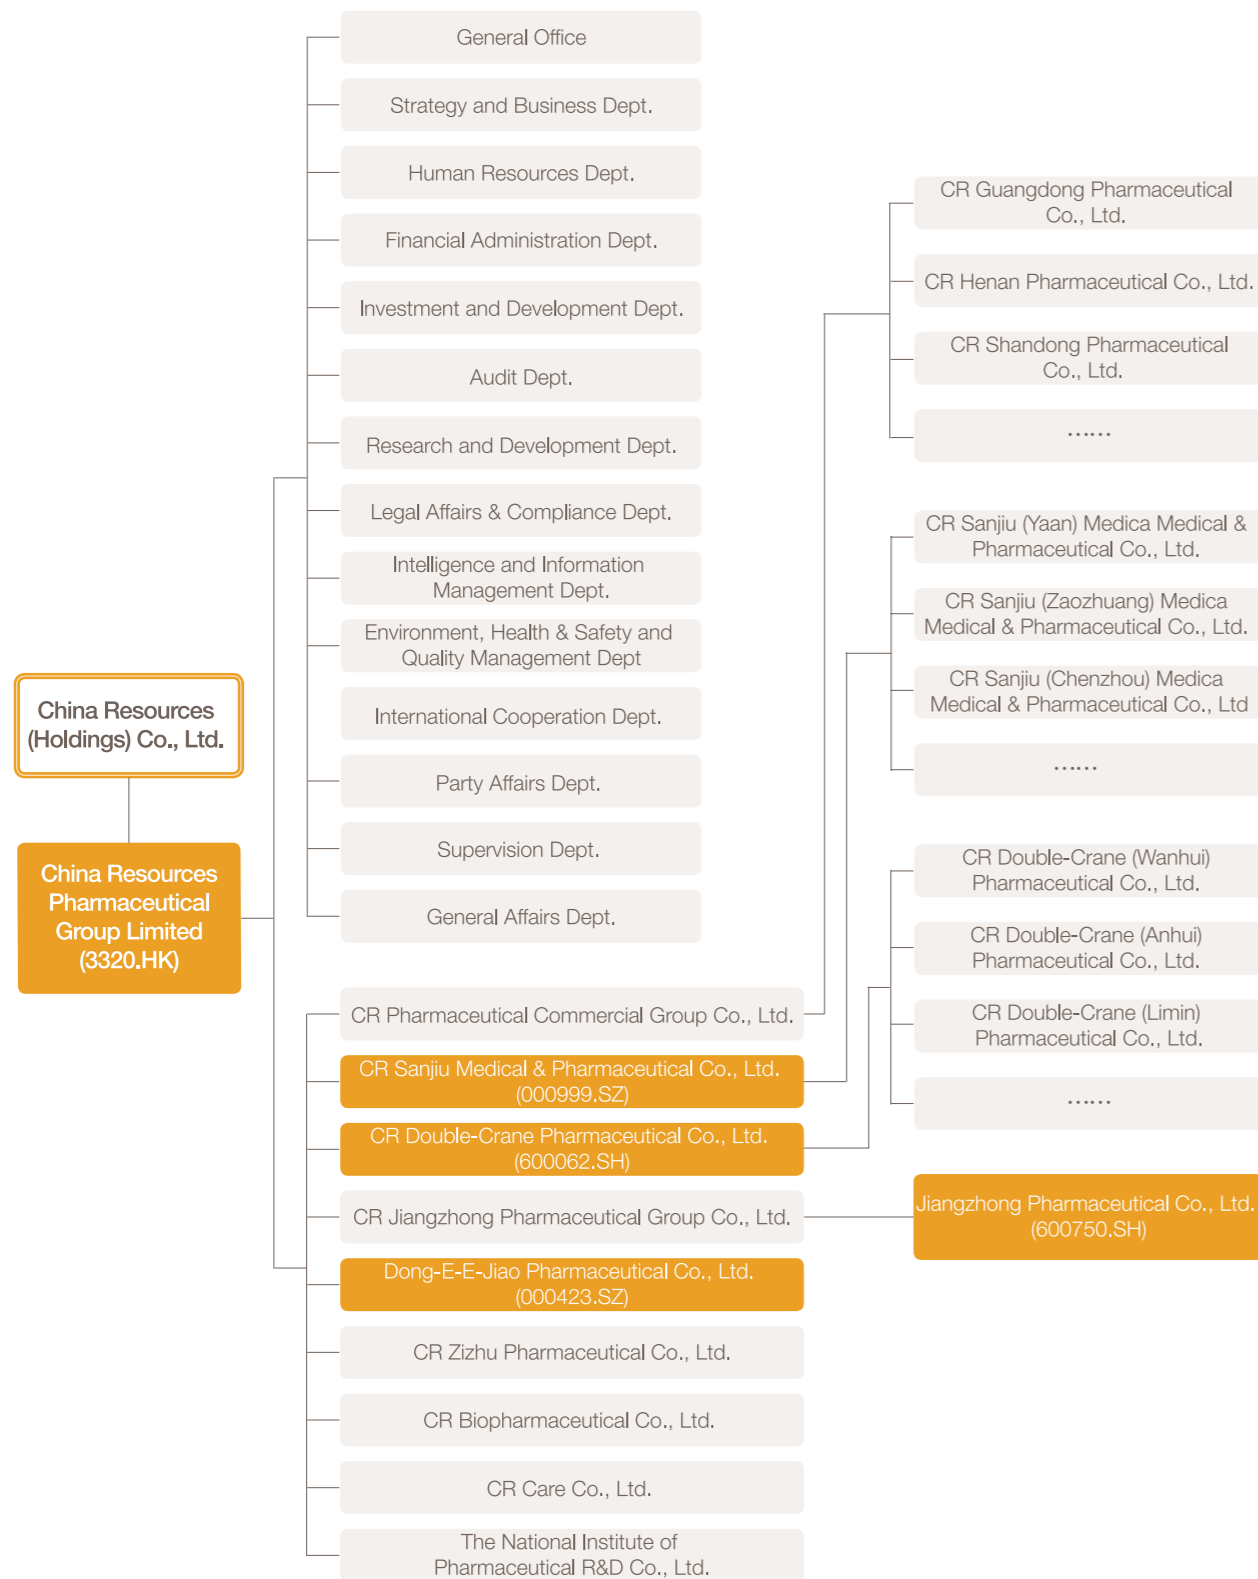 China Resources
(Holdings) Co., Ltd.
China Resources
Pharmaceutical
Group Limited
(3320.HK)
General Office
Strategy and Business Dept.
Human Resources Dept.
Financial Administration Dept.
Investment and Development Dept.
Audit Dept.
Research and Development Dept.
Legal Affairs & Compliance Dept.
Intelligence and Information
Management Dept.
Environment, Health & Safety and
Quality Management Dept
International Cooperation Dept.
Party Affairs Dept.
Supervision Dept.
General Affairs Dept.
CR Pharmaceutical Commercial Group Co., Ltd.
CR Sanjiu Medical & Pharmaceutical Co., Ltd.
(000999.SZ)
CR Double-Crane Pharmaceutical Co., Ltd.
(600062.SH)
CR Jiangzhong Pharmaceutical Group Co., Ltd.
Dong-E-E-Jiao Pharmaceutical Co., Ltd.
(000423.SZ)
CR Zizhu Pharmaceutical Co., Ltd.
CR Biopharmaceutical Co., Ltd.
CR Care Co., Ltd.
The National Institute of
Pharmaceutical R&D Co., Ltd.
CR Guangdong Pharmaceutical
Co., Ltd.
CR Henan Pharmaceutical Co., Ltd.
CR Shandong Pharmaceutical
Co., Ltd.
······
CR Sanjiu (Yaan) Medica Medical &
Pharmaceutical Co., Ltd.
CR Sanjiu (Zaozhuang) Medica
Medical & Pharmaceutical Co., Ltd.
CR Sanjiu (Chenzhou) Medica
Medical & Pharmaceutical Co., Ltd
······
CR Double-Crane (Wanhui)
Pharmaceutical Co., Ltd.
CR Double-Crane (Anhui)
Pharmaceutical Co., Ltd.
CR Double-Crane (Limin)
Pharmaceutical Co., Ltd.
······
Jiangzhong Pharmaceutical Co., Ltd.
(600750.SH)